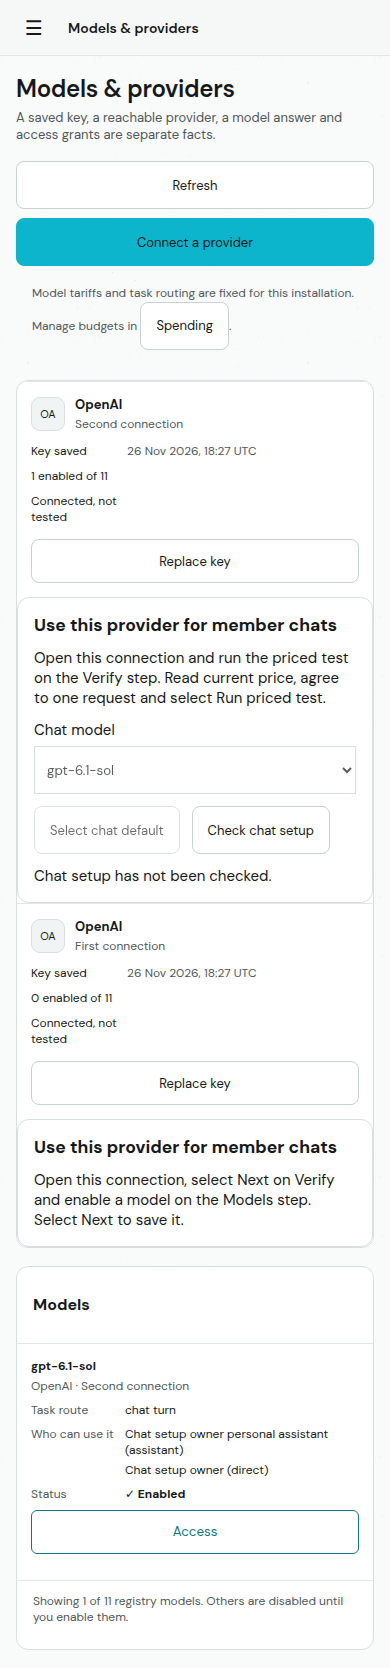 ☰ Models & providers
Models & providers
A saved key, a reachable provider, a model answer and
access grants are separate facts.
Refresh
Connect a provider
Model tariffs and task routing are fixed for this installation.
Manage budgets in Spending .
OA OpenAI
Second connection
Key saved 26 Nov 2026, 18:27 UTC
1 enabled of 11
Connected, not
tested
Replace key
Use this provider for member chats
Open this connection and run the priced test
on the Verify step. Read current price, agree
to one request and select Run priced test.
Chat model
gpt-6.1-sol
Select chat default Check chat setup
Chat setup has not been checked.
OA OpenAI
First connection
Key saved 26 Nov 2026, 18:27 UTC
0 enabled of 11
Connected, not
tested
Replace key
Use this provider for member chats
Open this connection, select Next on Verify
and enable a model on the Models step.
Select Next to save it.
Models
gpt-6.1-sol
OpenAI · Second connection
Task route chat turn
Who can use it Chat setup owner personal assistant
(assistant)
Chat setup owner (direct)
Status ✓ Enabled
Access
Showing 1 of 11 registry models. Others are disabled until
you enable them.